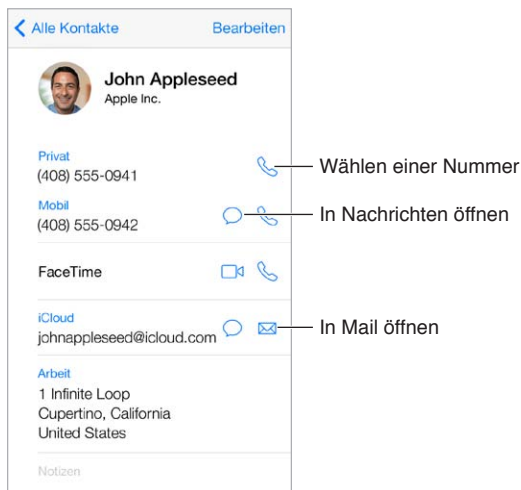 Alle Kontakte Bearbeiten
John Appleseed
Apple Inc.
Privat
(408) 555-0941
Wählen einer Nummer
Mobil
(408) 555-0942
In Nachrichten öffnen
FaceTime
iCloud
johnappleseed@icloud.com
In Mail öffnen
Arbeit
1 Infinite Loop
Cupertino, California
United States
Notizen